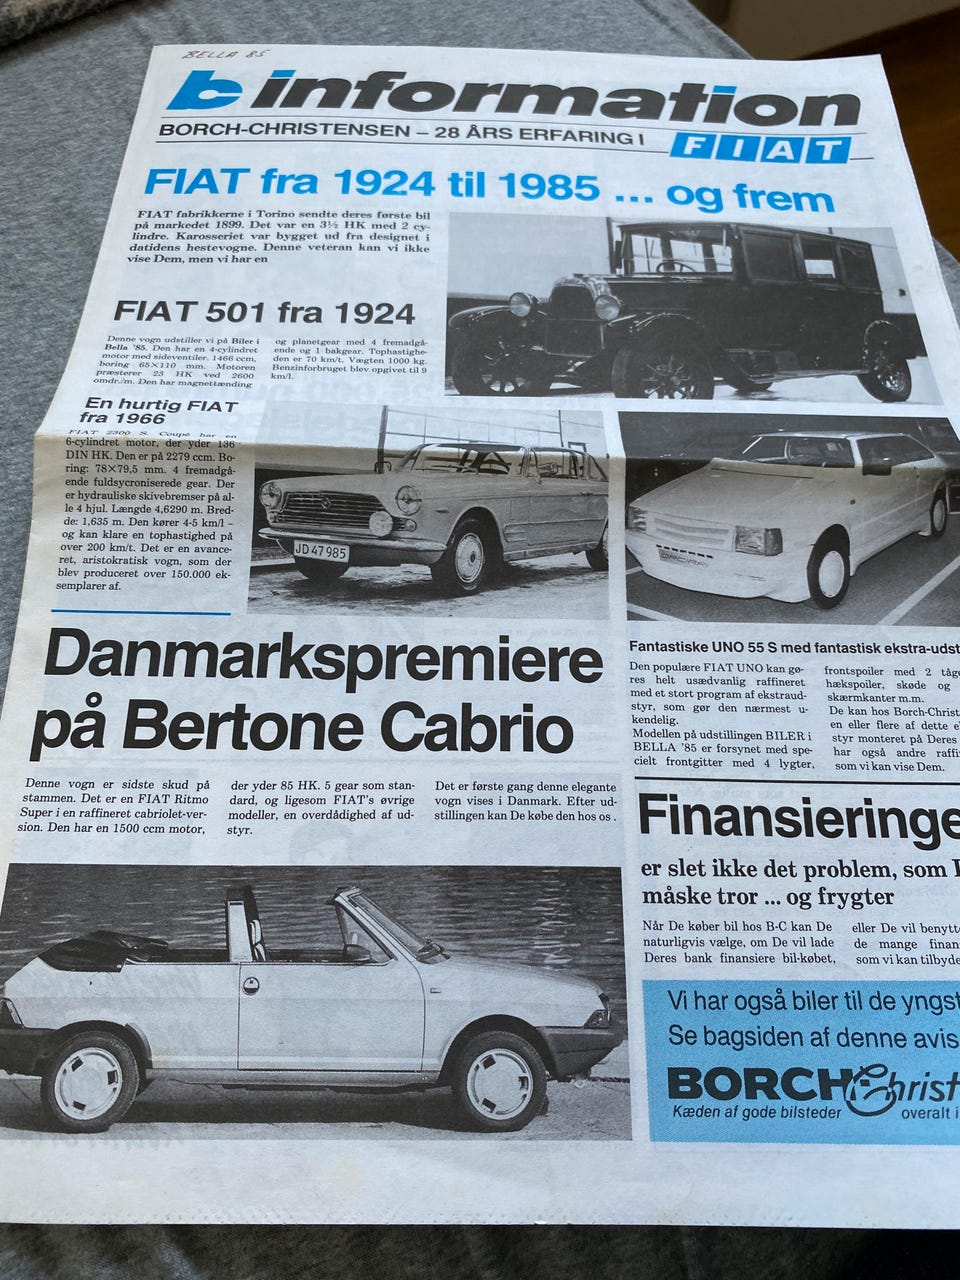 BELLA 85
bc information
BORCH-CHRISTENSEN – 28 ÅRS ERFARING I
FIAT
FIAT fra 1924 til 1985 ... og frem
FIAT fabrikkerne i Torino sendte deres første bil
på markedet 1899. Det var en 3½ HK med 2 cy-
lindre. Karosseriet var bygget ud fra designet i
datidens hestevogne. Denne veteran kan vi ikke
vise Dem, men vi har en
FIAT 501 fra 1924
Denne vogn udstiller vi på Biler i
Bella '85. Den har en 4-cylindret
motor med sideventiler. 1466 ccm,
boring 65×110 mm. Motoren
præsterer 23 HK ved 2600
omdr./m. Den har magnettænding
og planetgear med 4 fremadgå-
ende og 1 bakgear. Tophastighe-
den er 70 km/t. Vægten 1000 kg.
Benzinforbruget blev opgivet til 9
km/l.
En hurtig FIAT
fra 1966
FIAT 2300 S. Coupé har en
6-cylindret motor, der yder 136
DIN HK. Den er på 2279 ccm. Bo-
ring: 78×79,5 mm. 4 fremadgå-
ende fuldsycroniserede gear. Der
er hydrauliske skivebremser på al-
le 4 hjul. Længde 4,6290 m. Bred-
de: 1,635 m. Den kører 4-5 km/l –
og kan klare en tophastighed på
over 200 km/t. Det er en avance-
ret, aristokratisk vogn, som der
blev produceret over 150.000 ek-
semplarer af.
JD 47 985
Fantastiske UNO 55 S med fantastisk ekstra-udst
Den populære FIAT UNO kan gø-
res helt usædvanlig raffineret
med et stort program af ekstraud-
styr, som gør den nærmest u-
kendelig.
Modellen på udstillingen BILER i
BELLA '85 er forsynet med spe-
cielt frontgitter med 4 lygter,
frontspoiler med 2 tåge
hækspoiler, skøde og
skærmkanter m.m.
De kan hos Borch-Christ
en eller flere af dette e
styr monteret på Deres
har også andre raffi
som vi kan vise Dem.
Danmarkspremiere
på Bertone Cabrio
Denne vogn er sidste skud på
stammen. Det er en FIAT Ritmo
Super i en raffineret cabriolet-ver-
sion. Den har en 1500 ccm motor,
der yder 85 HK. 5 gear som stan-
dard, og ligesom FIAT's øvrige
modeller, en overdådighed af ud-
styr.
Det er første gang denne elegante
vogn vises i Danmark. Efter ud-
stillingen kan De købe den hos os.
Finansieringe
er slet ikke det problem, som
måske tror ... og frygter
Når De køber bil hos B-C kan De
naturligvis vælge, om De vil lade
Deres bank finansiere bil-købet,
eller De vil benytt
de mange finan
som vi kan tilbyde
Vi har også biler til de yngst
Se bagsiden af denne avis
BORCH Christ
Kæden af gode bilsteder
overalt i